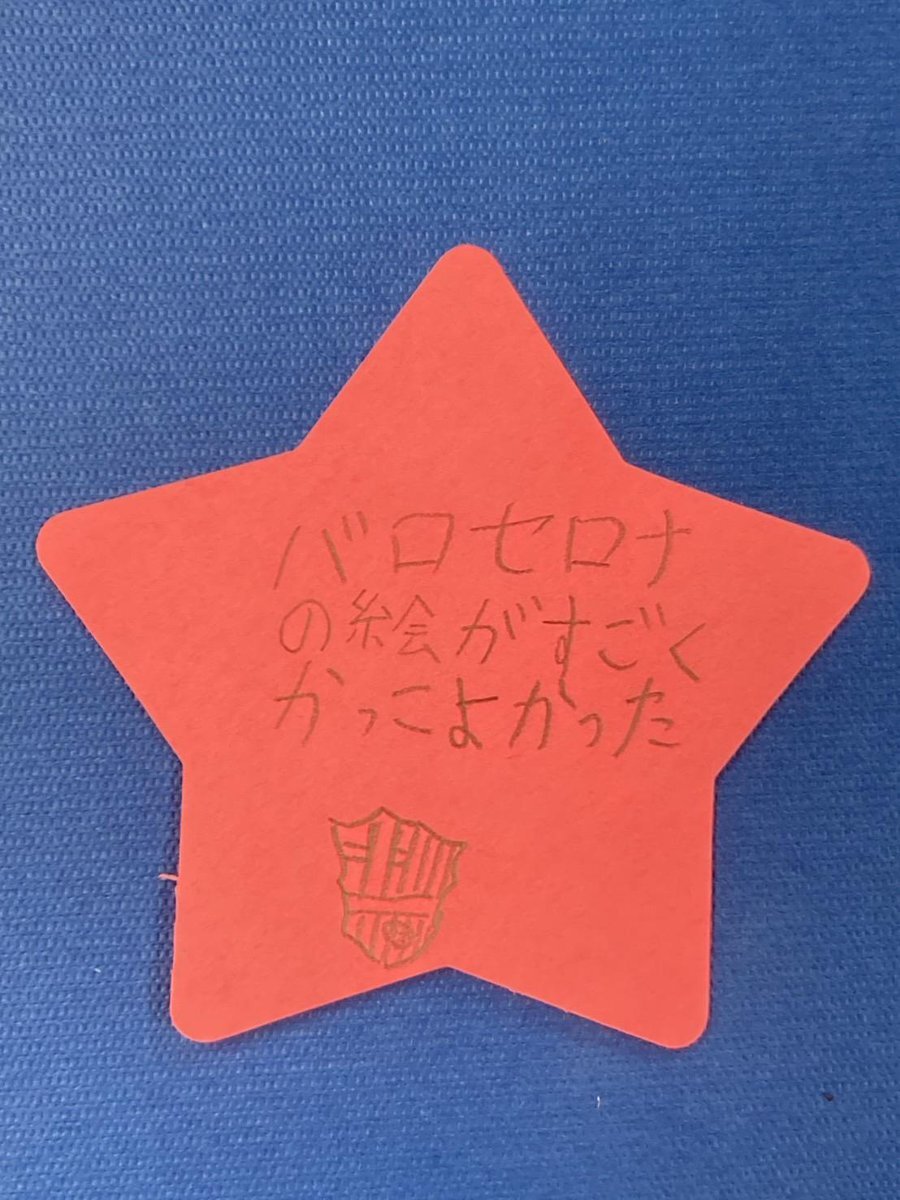 バロセロナ
の絵がすごく
かっこよかった